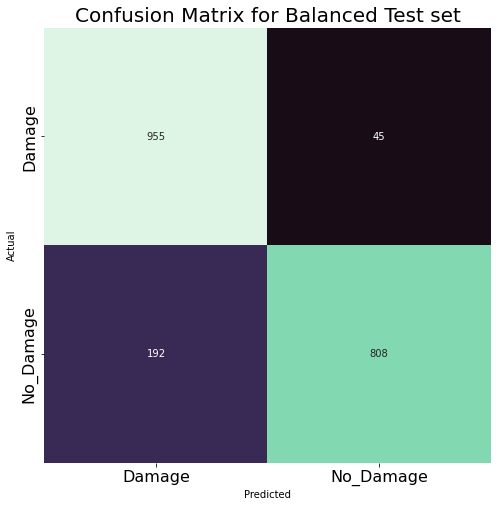 Confusion Matrix for Balanced Test set
Damage
955
45
Actual
No_Damage
192
808
Damage
No_Damage
Predicted